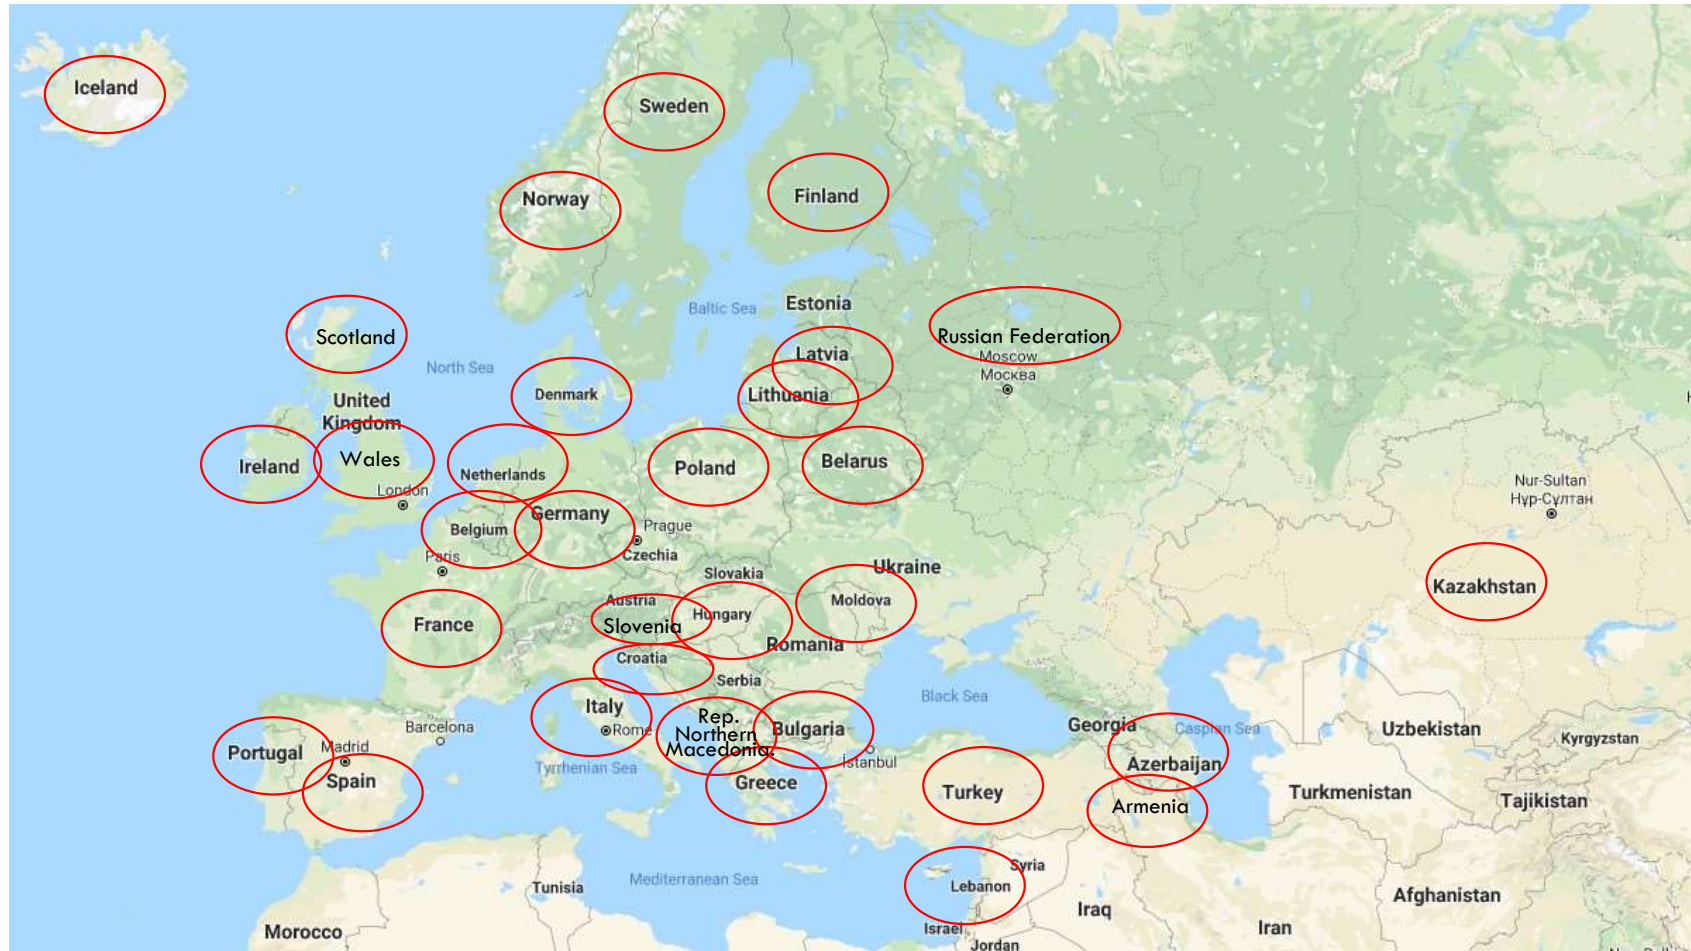 Iceland
Sweden
Norway
Finland
Estonia
Baltic Sea
Scotland
Russian Federation
Latvia
Moscow
Москва
North Sea
Denmark
Lithuania
United
Kingdom
Ireland
Wales
Netherlands
Poland
Belarus
London
Nur-Sultan
Нұр-Сұлтан
Belgium
Germany
Prague
Paris
Czechia
Slovakia
Ukraine
Kazakhstan
Austria
Hungary
Moldova
France
Slovenia
Romania
Croatia
Serbia
Black Sea
Italy
Rep.
Northern
Macedonia.
Bulgaria
Barcelona
Rome
Georgia
Caspian Sea
Uzbekistan
Kyrgyzstan
Portugal
Madrid
Spain
Tyrrhenian Sea
Greece
İstanbul
Turkey
Azerbaijan
Armenia
Turkmenistan
Tajikistan
Tunisia
Mediterranean Sea
Syria
Lebanon
Afghanistan
Iraq
Iran
Morocco
Israel
Jordan